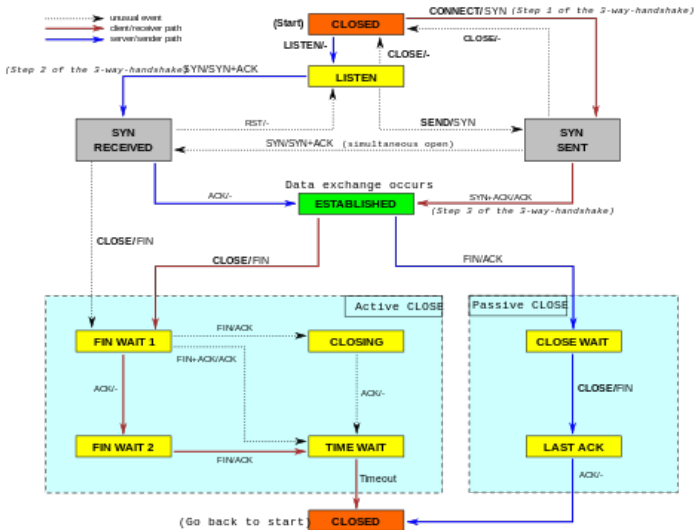 unusual event
client/receiver path
server/sender path
(Start)
CLOSED
CONNECT/SYN (Step 1 of the 3-way-handshake)
CLOSE/-
LISTEN/-
CLOSE/-
(Step 2 of the 3-way-handshake)SYN/SYN+ACK
LISTEN
RST/-
SEND/SYN
SYN
RECEIVED
SYN
SENT
SYN/SYN+ACK (simultaneous open)
Data exchange occurs
ACK/-
ESTABLISHED
SYN+ACK/ACK
(Step 3 of the 3-way-handshake)
CLOSE/FIN
CLOSE/FIN
FIN/ACK
Active CLOSE
Passive CLOSE
FIN WAIT 1
FIN/ACK
CLOSING
CLOSE WAIT
FIN+ACK/ACK
ACK/-
ACK/-
CLOSE/FIN
FIN WAIT 2
FIN/ACK
TIME WAIT
LAST ACK
Timeout
ACK/-
(Go back to start)
CLOSED